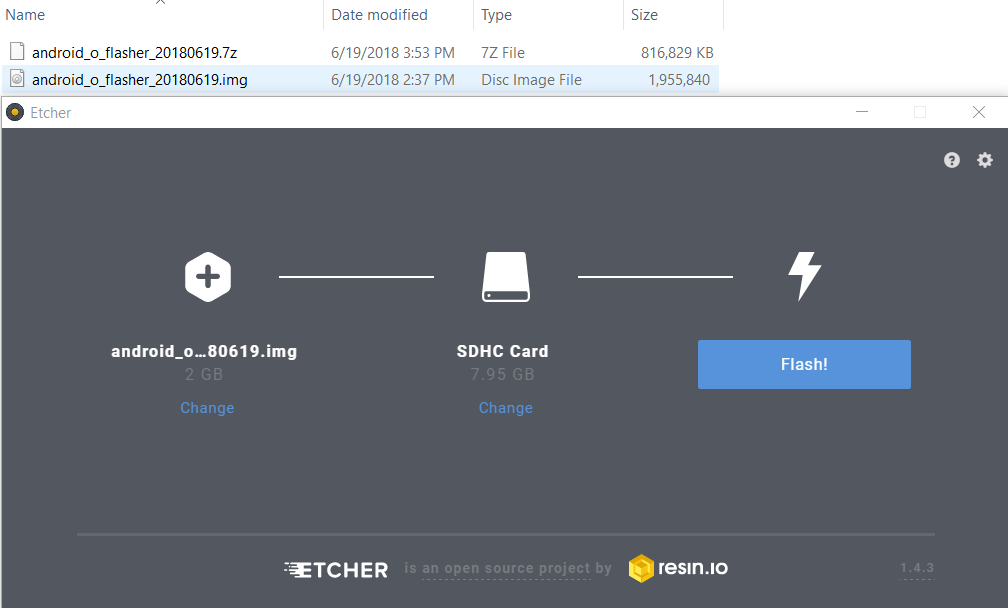 Name Date modified Type Size
android_o_flasher_20180619.7z 6/19/2018 3:53 PM 7Z File 816,829 KB
android_o_flasher_20180619.img 6/19/2018 2:37 PM Disc Image File 1,955,840
Etcher
android_o...80619.img
2 GB
Change
SDHC Card
7.95 GB
Change
Flash!
ETCHER is an open source project by resin.io 1.4.3